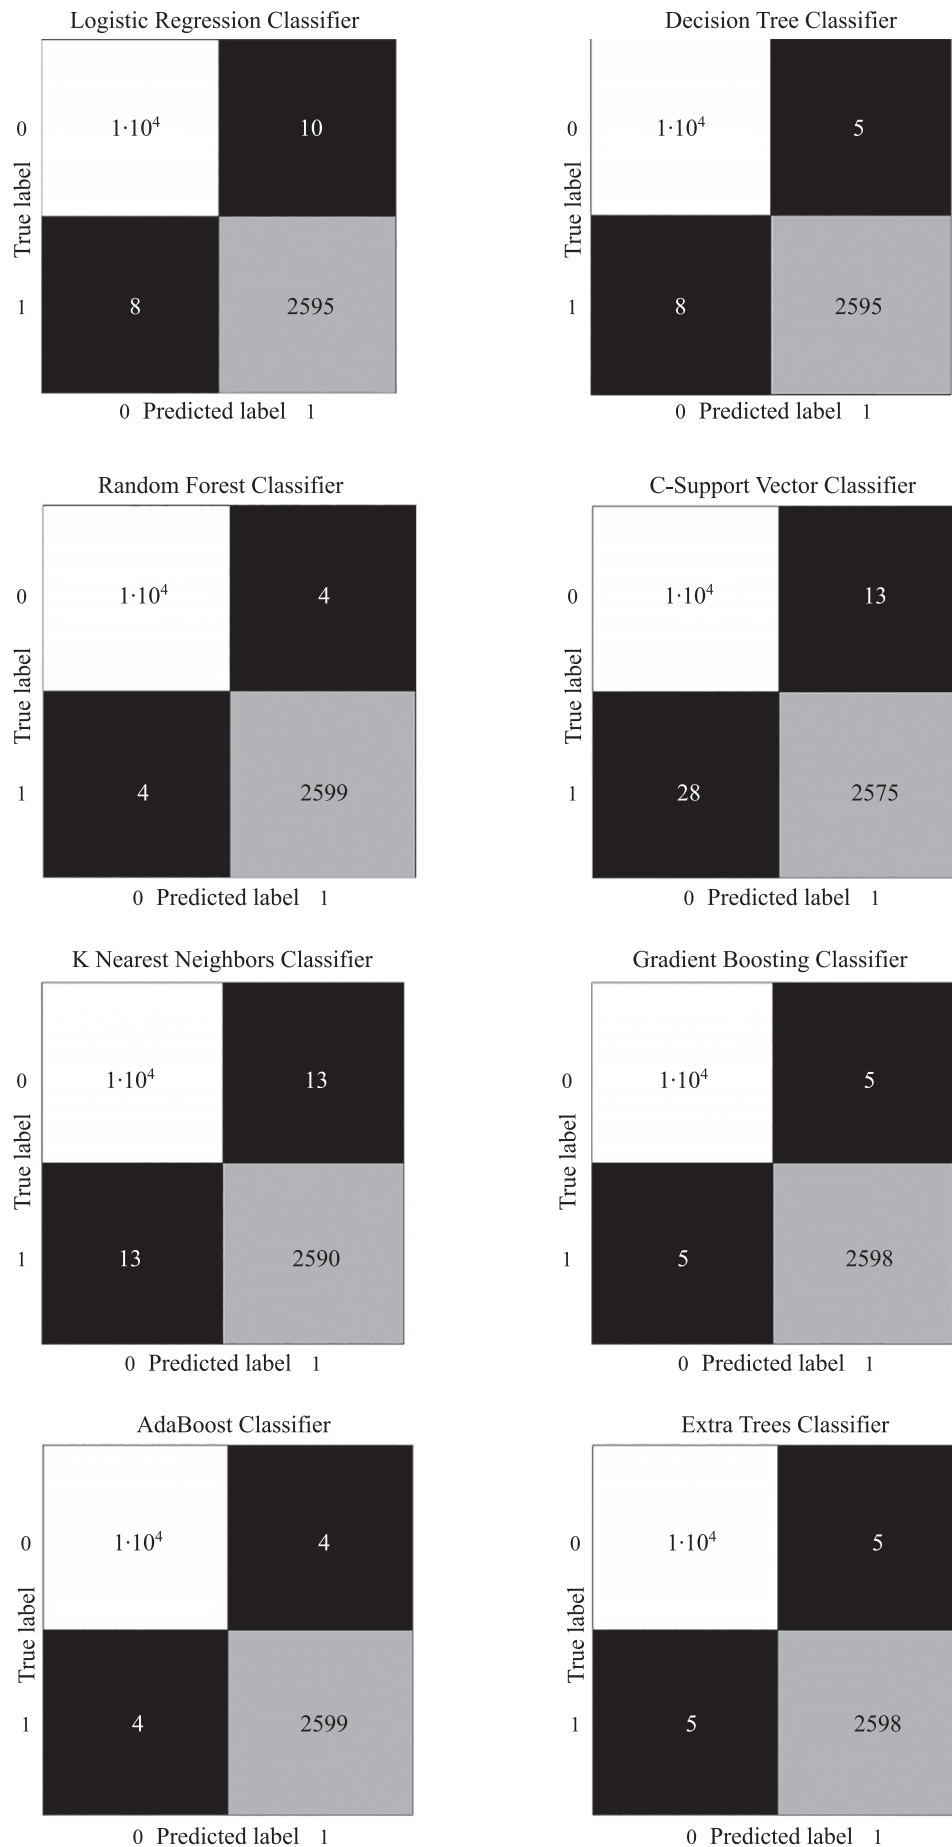 Logistic Regression Classifier
True label
0 1·10⁴ 10
1 8 2595
0 Predicted label 1
Decision Tree Classifier
True label
0 1·10⁴ 5
1 8 2595
0 Predicted label 1
Random Forest Classifier
True label
0 1·10⁴ 4
1 4 2599
0 Predicted label 1
C-Support Vector Classifier
True label
0 1·10⁴ 13
1 28 2575
0 Predicted label 1
K Nearest Neighbors Classifier
True label
0 1·10⁴ 13
1 13 2590
0 Predicted label 1
Gradient Boosting Classifier
True label
0 1·10⁴ 5
1 5 2598
0 Predicted label 1
AdaBoost Classifier
True label
0 1·10⁴ 4
1 4 2599
0 Predicted label 1
Extra Trees Classifier
True label
0 1·10⁴ 5
1 5 2598
0 Predicted label 1